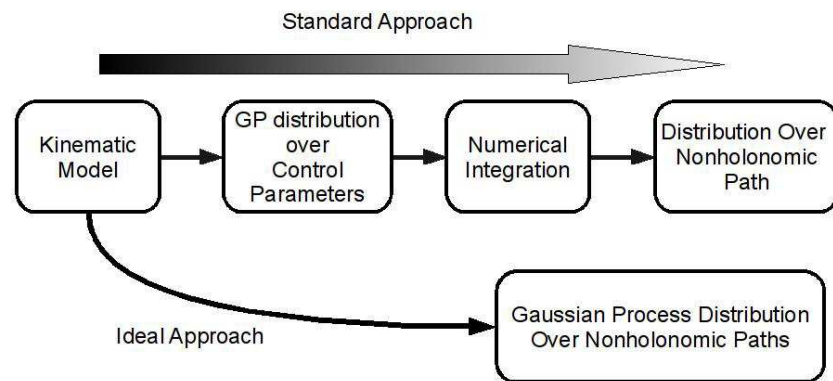 Standard Approach
Kinematic
Model
GP distribution
over
Control
Parameters
Numerical
Integration
Distribution Over
Nonholonomic
Path
Ideal Approach
Gaussian Process Distribution
Over Nonholonomic Paths